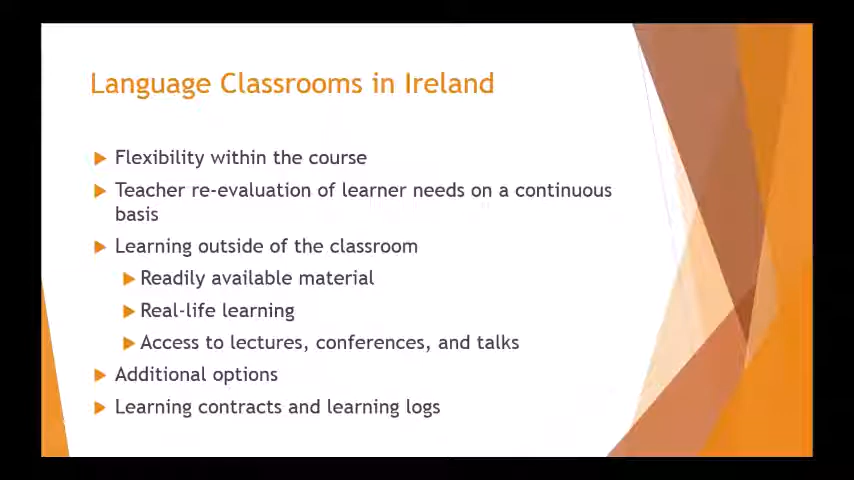 Language Classrooms in Ireland
Flexibility within the course
Teacher re-evaluation of learner needs on a continuous
basis
Learning outside of the classroom
Readily available material
Real-life learning
Access to lectures, conferences, and talks
Additional options
Learning contracts and learning logs